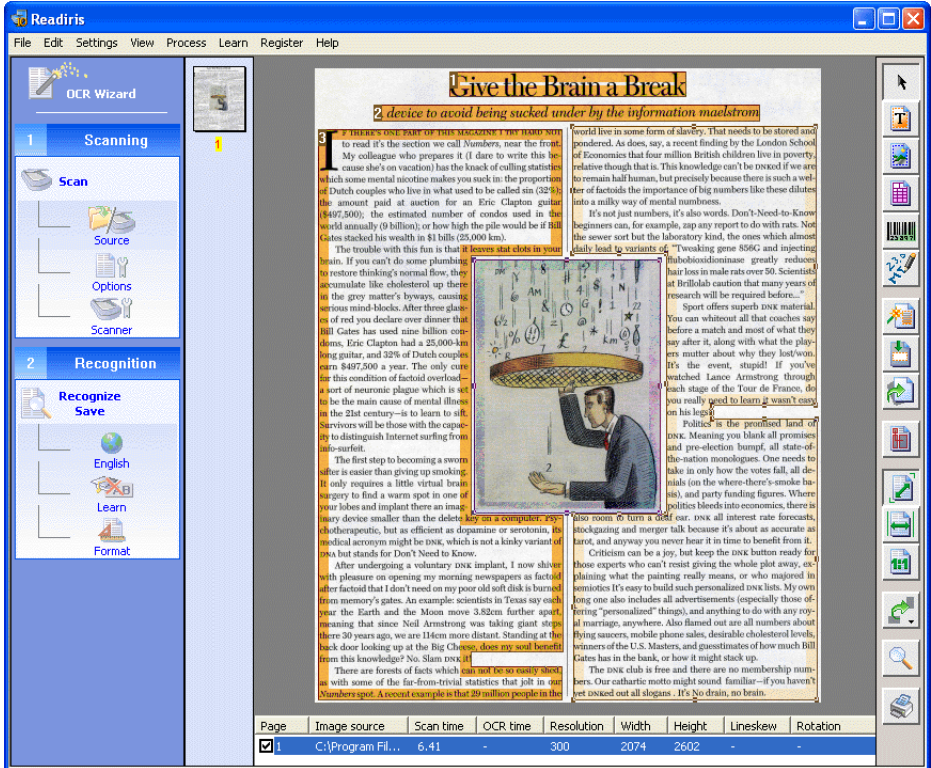 Readiris
File Edit Settings View Process Learn Register Help
OCR Wizard
1 Scanning
Scan
Source
Options
Scanner
2 Recognition
Recognize
Save
English
Learn
Format
1
1 Give the Brain a Break
2 device to avoid being sucked under by the information maelstrom
3
IF THERE'S ONE PART OF THIS MAGAZINE I TRY HARD NOT
to read it's the section we call Numbers, near the front.
My colleague who prepares it (I dare to write this be-
cause she's on vacation) has the knack of culling statistics
which some mental nicotine makes you suck in: the proportion
of Dutch couples who live in what used to be called sin (32%);
the amount paid at auction for an Eric Clapton guitar
($497,500); the estimated number of condos used in the
world annually (9 billion); or how high the pile would be if Bill
Gates stacked his wealth in $1 bills (25,000 km).
The trouble with this fun is that it leaves stat clots in your
brain. If you can't do some plumbing
to restore thinking's normal flow, they
accumulate like cholesterol up there
in the grey matter's byways, causing
serious mind-blocks. After three glass-
es of red you declare over dinner that
Bill Gates has used nine billion con-
doms, Eric Clapton had a 25,000-km
long guitar, and 32% of Dutch couples
earn $497,500 a year. The only cure
for this condition of factoid overload—
a sort of neuronic plague which is set
to be the main cause of mental illness
in the 21st century—is to learn to sift.
Survivors will be those with the capac-
ity to distinguish Internet surfing from
info-surfeit.
The first step to becoming a sworn
sifter is easier than giving up smoking.
It only requires a little virtual brain
surgery to find a warm spot in one of
your lobes and implant there an imag-
inary device smaller than the delete key on a computer. Psy-
chotherapeutic, but as efficient as dopamine or serotonin, its
medical acronym might be DNK, which is not a kinky variant of
DNA but stands for Don't Need to Know.
After undergoing a voluntary DNK implant, I now shiver
with pleasure on opening my morning newspapers as factoid
after factoid that I don't need on my poor old soft disk is burned
from memory's gates. An example: scientists in Texas say each
year the Earth and the Moon move 3.82cm further apart,
meaning that since Neil Armstrong was taking giant steps
there 30 years ago, we are 114cm more distant. Standing at the
back door looking up at the Big Cheese, does my soul benefit
from this knowledge? No. Slam DNK it!
There are forests of facts which can not be so easily shed,
as with some of the far-from-trivial statistics that jolt in our
Numbers spot. A recent example is that 29 million people in the
world live in some form of slavery. That needs to be stored and
pondered. As does, say, a recent finding by the London School
of Economics that four million British children live in poverty,
relative though that is. This knowledge can't be DNKed if we are
to remain half human, but precisely because there is such a wel-
ter of factoids the importance of big numbers like these dilutes
into a milky way of mental numbness.
It's not just numbers, it's also words. Don't-Need-to-Know
beginners can, for example, zap any report to do with rats. Not
the sewer sort but the laboratory kind, the ones which almost
daily lead to variants of: "Tweaking gene 856G and injecting
flubobioxidioninase greatly reduces
hair loss in male rats over 50. Scientists
at Brillolab caution that many years of
research will be required before..."
Sport offers superb DNK material.
You can whiteout all that coaches say
before a match and most of what they
say after it, along with what the play-
ers mutter about why they lost/won.
It's the event, stupid! If you've
watched Lance Armstrong through
each stage of the Tour de France, do
you really need to learn it wasn't easy
on his legs?
Politics is the promised land of
DNK. Meaning you blank all promises
and pre-election bumpf, all state-of-
the-nation monologues. One needs to
take in only how the votes fall, all de-
nials (on the where-there's-smoke ba-
sis), and party funding figures. Where
politics bleeds into economics, there is
also room to turn a deaf ear. DNK all interest rate forecasts,
stockgazing and merger talk because it's about as accurate as
tarot, and anyway you never hear it in time to benefit from it.
Criticism can be a joy, but keep the DNK button ready for
those experts who can't resist giving the whole plot away, ex-
plaining what the painting really means, or who majored in
semiotics It's easy to build such personalized DNK lists. My own
long one also includes all advertisements (especially those of-
fering "personalized" things), and anything to do with any roy-
al marriage, anywhere. Also flamed out are all numbers about
flying saucers, mobile phone sales, desirable cholesterol levels,
winners of the U.S. Masters, and guesstimates of how much Bill
Gates has in the bank, or how it might stack up.
The DNK club is free and there are no membership num-
bers. Our cathartic motto might sound familiar—if you haven't
yet DNKed out all slogans . It's No drain, no brain.
Page Image source Scan time OCR time Resolution Width Height Lineskew Rotation
1 C:\Program Fil... 6.41 - 300 2074 2602 - -